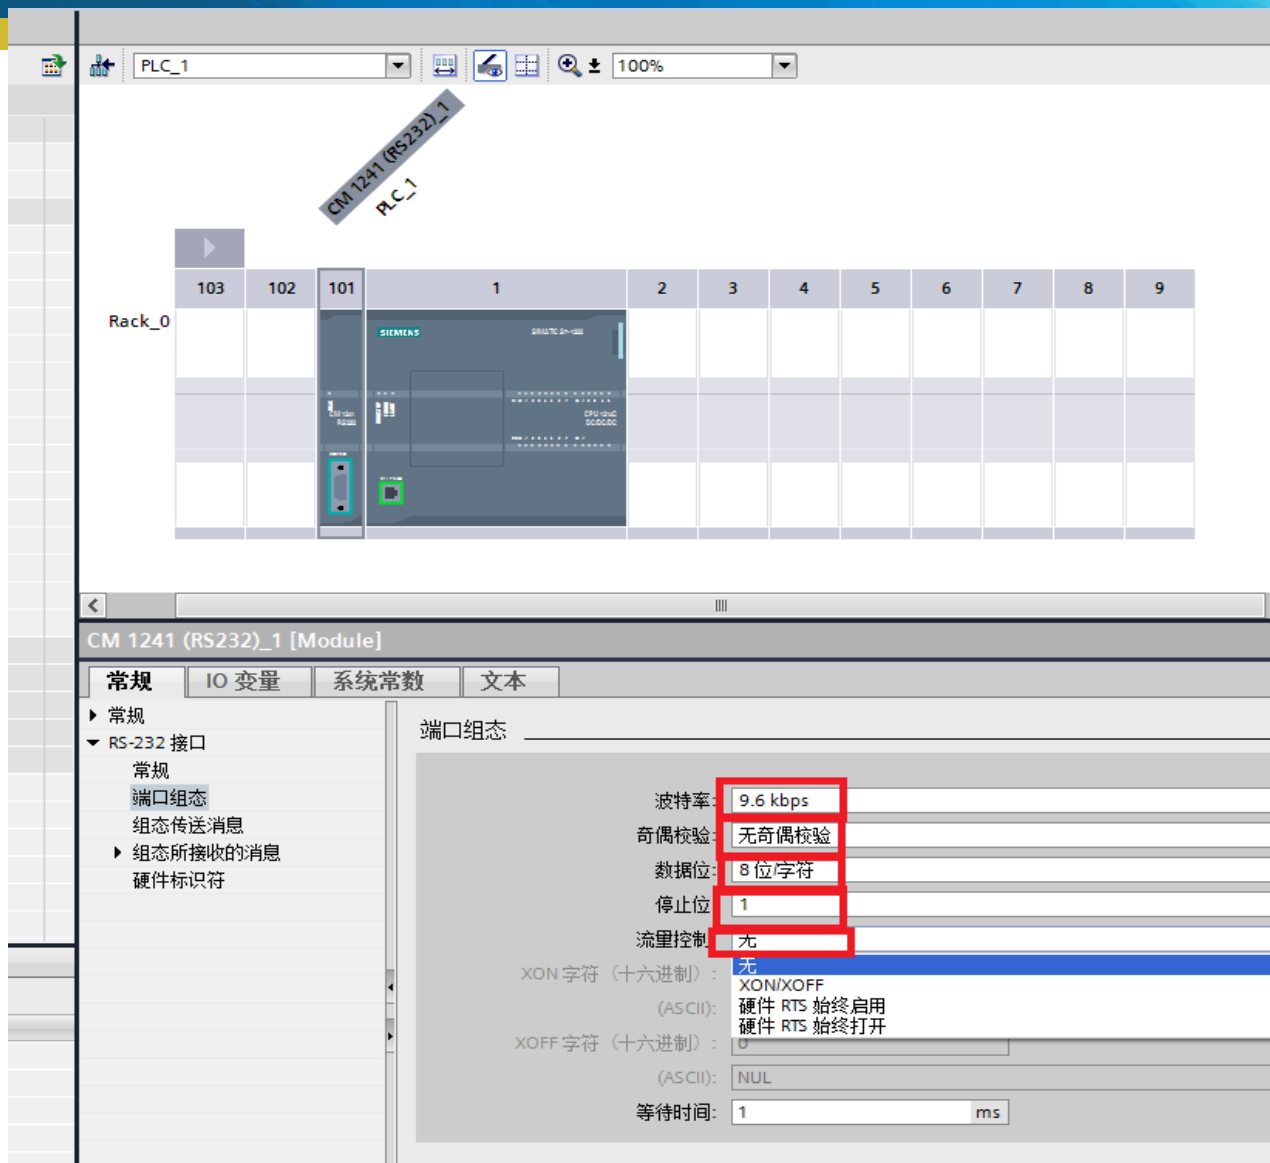 PLC_1
100%
CM 1241 (RS232)_1
PLC_1
103 102 101 1 2 3 4 5 6 7 8 9
Rack_0
SIEMENS
CM 1241 (RS232)_1 [Module]
常规 IO 变量 系统常数 文本
常规
RS-232 接口
常规
端口组态
组态传送消息
组态所接收的消息
硬件标识符
端口组态
波特率: 9.6 kbps
奇偶校验: 无奇偶校验
数据位: 8 位/字符
停止位 1
流量控制 无
无
XON/XOFF
硬件 RTS 始终启用
硬件 RTS 始终打开
XON 字符（十六进制）:
(ASCII):
XOFF 字符（十六进制）: 0
(ASCII): NUL
等待时间: 1 ms